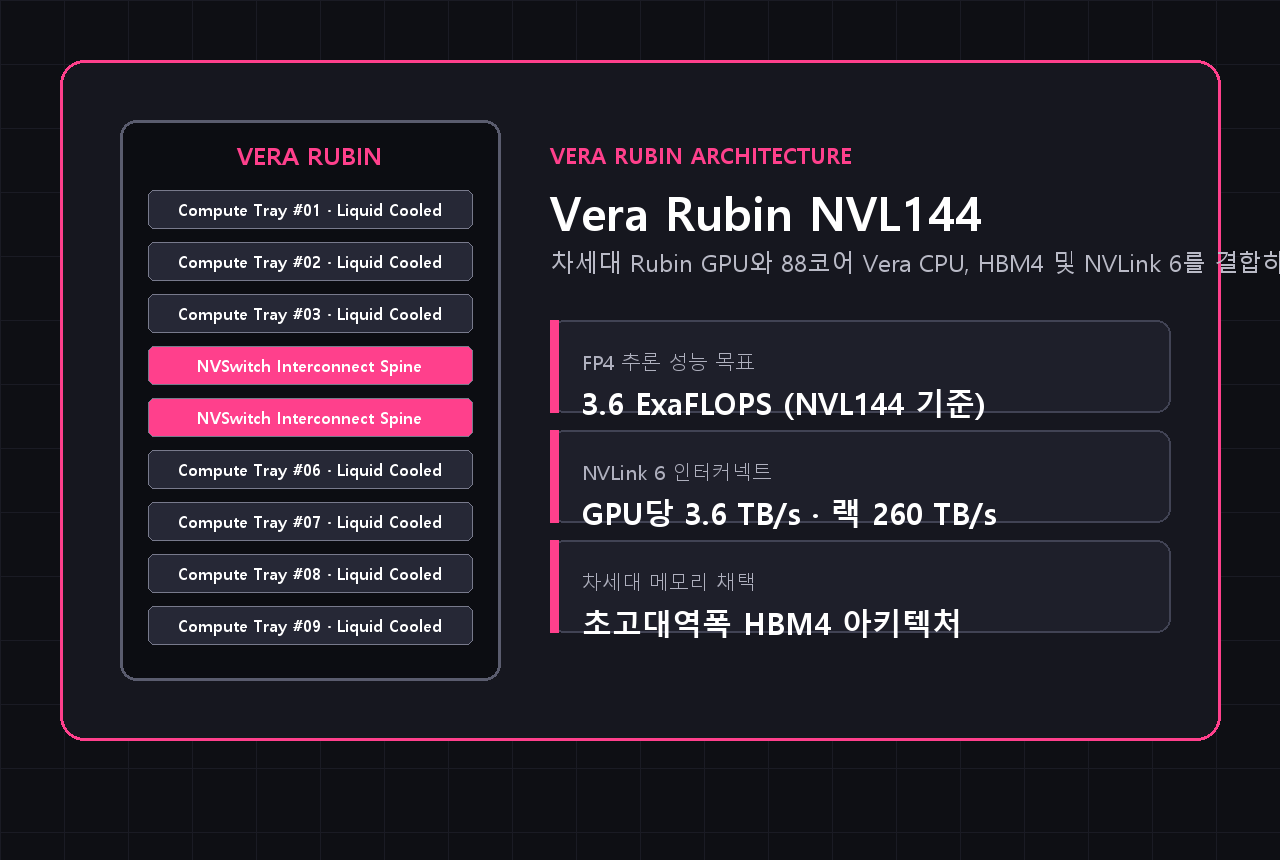 VERA RUBIN
Compute Tray #01 · Liquid Cooled
Compute Tray #02 · Liquid Cooled
Compute Tray #03 · Liquid Cooled
NVSwitch Interconnect Spine
NVSwitch Interconnect Spine
Compute Tray #06 · Liquid Cooled
Compute Tray #07 · Liquid Cooled
Compute Tray #08 · Liquid Cooled
Compute Tray #09 · Liquid Cooled
VERA RUBIN ARCHITECTURE
Vera Rubin NVL144
차세대 Rubin GPU와 88코어 Vera CPU, HBM4 및 NVLink 6를
FP4 추론 성능 목표
3.6 ExaFLOPS (NVL144 기준)
NVLink 6 인터커넥트
GPU당 3.6 TB/s · 랙 260 TB/s
차세대 메모리 채택
초고대역폭 HBM4 아키텍처